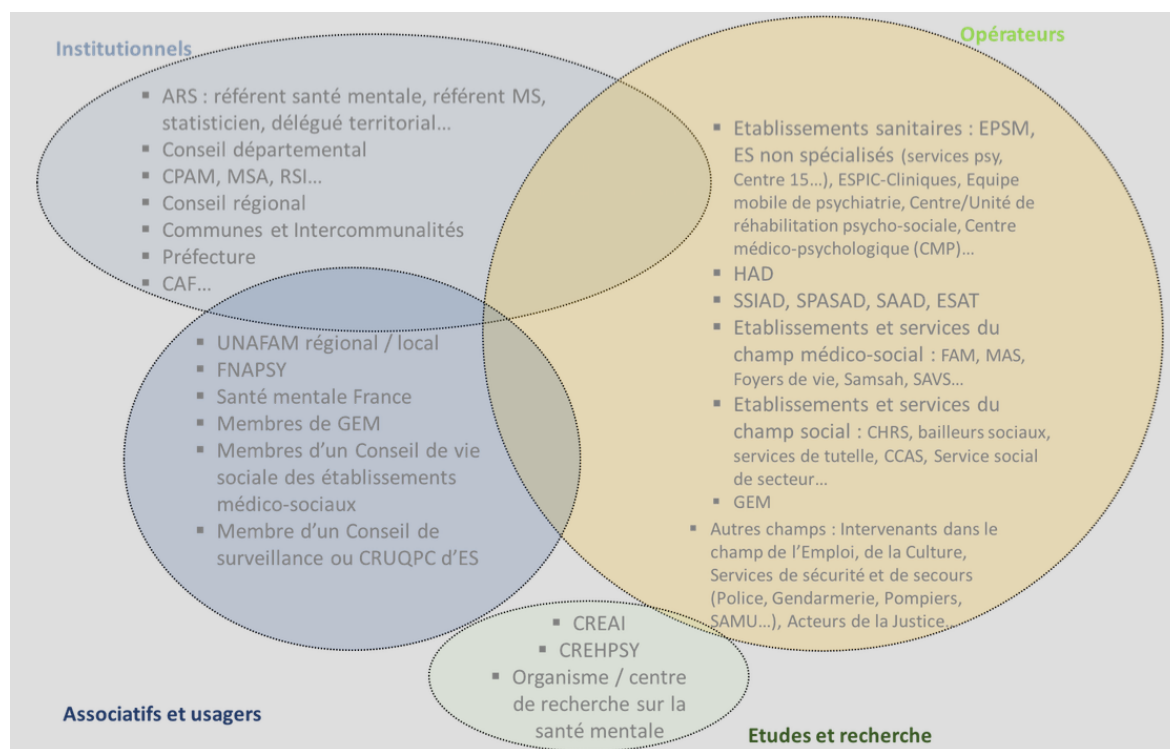 Institutionnels
▪ ARS : référent santé mentale, référent MS,
statisticien, délégué territorial…
▪ Conseil départemental
▪ CPAM, MSA, RSI…
▪ Conseil régional
▪ Communes et Intercommunalités
▪ Préfecture
▪ CAF…
Opérateurs
▪ Etablissements sanitaires : EPSM,
ES non spécialisés (services psy,
Centre 15…), ESPIC-Cliniques, Equipe
mobile de psychiatrie, Centre/Unité de
réhabilitation psycho-sociale, Centre
médico-psychologique (CMP)…
▪ HAD
▪ SSIAD, SPASAD, SAAD, ESAT
▪ Etablissements et services du
champ médico-social : FAM, MAS,
Foyers de vie, Samsah, SAVS…
▪ Etablissements et services du
champ social : CHRS, bailleurs sociaux,
services de tutelle, CCAS, Service social
de secteur…
▪ GEM
▪ Autres champs : Intervenants dans le
champ de l’Emploi, de la Culture,
Services de sécurité et de secours
(Police, Gendarmerie, Pompiers,
SAMU…), Acteurs de la Justice…
▪ UNAFAM régional / local
▪ FNAPSY
▪ Santé mentale France
▪ Membres de GEM
▪ Membres d’un Conseil de vie
sociale des établissements
médico-sociaux
▪ Membre d’un Conseil de
surveillance ou CRUQPC d’ES
Associatifs et usagers
▪ CREAI
▪ CREHPSY
▪ Organisme / centre
de recherche sur la
santé mentale
Etudes et recherche